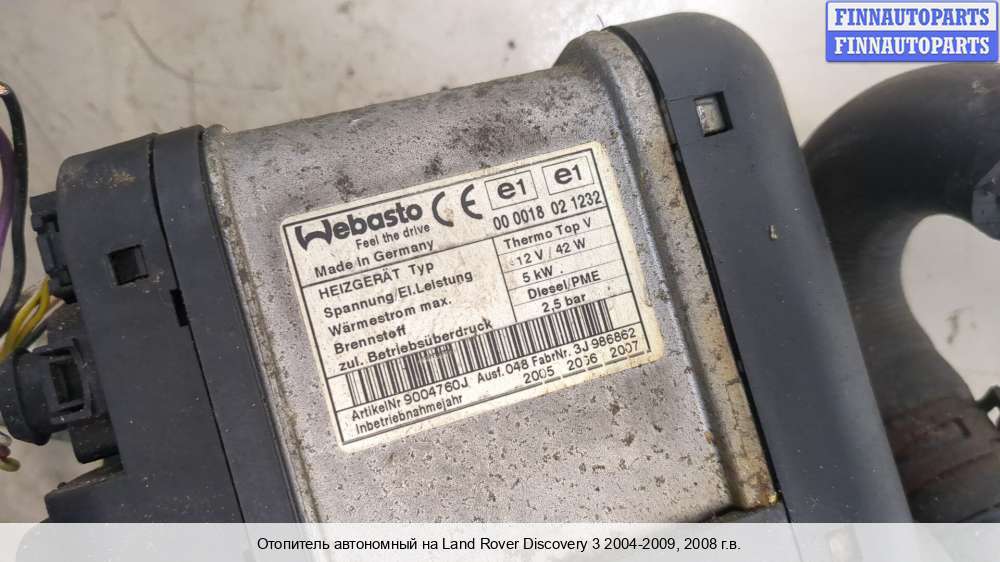 FINNAUTOPARTS
FINNAUTOPARTS
Webasto CE e1 e1
Feel the drive
00 0018 02 1232
Made in Germany
HEIZGERÄT Typ Thermo Top V
Spannung/El.Leistung 12 V / 42 W
Wärmestrom max. 5 kW
Brennstoff Diesel/PME
zul. Betriebsüberdruck 2,5 bar
ArtikelNr 9004760J Ausf. 048 FabrNr. 3J 986862
Inbetriebnahmejahr 2005 2006 2007
Отопитель автономный на Land Rover Discovery 3 2004-2009, 2008 г.в.